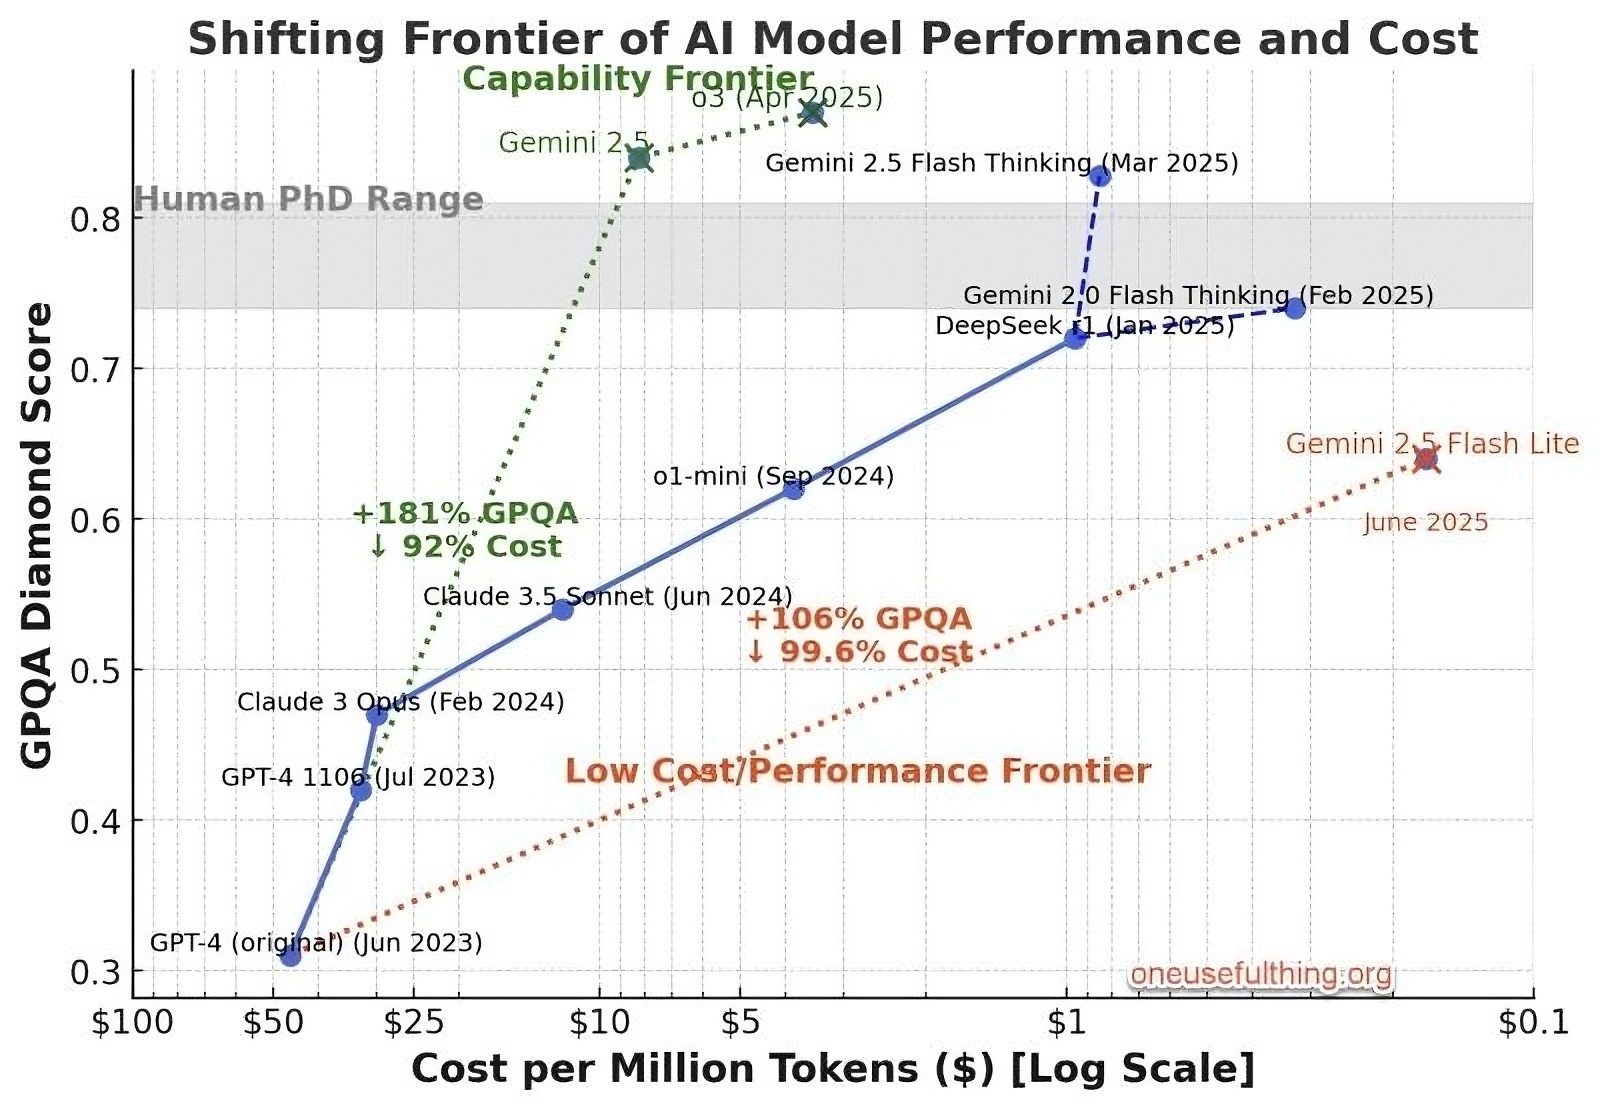 Shifting Frontier of AI Model Performance and Cost
Capability Frontier
o3 (Apr 2025)
Gemini 2.5
Gemini 2.5 Flash Thinking (Mar 2025)
Human PhD Range
0.8
Gemini 2.0 Flash Thinking (Feb 2025)
DeepSeek r1 (Jan 2025)
0.7
Gemini 2.5 Flash Lite
o1-mini (Sep 2024)
+181% GPQA
↓ 92% Cost
0.6
June 2025
Claude 3.5 Sonnet (Jun 2024)
+106% GPQA
↓ 99.6% Cost
0.5
Claude 3 Opus (Feb 2024)
GPT-4 1106 (Jul 2023)
Low Cost/Performance Frontier
0.4
GPT-4 (original) (Jun 2023)
0.3
oneusefulthing.org
GPQA Diamond Score
$100 $50 $25 $10 $5 $1 $0.1
Cost per Million Tokens ($) [Log Scale]